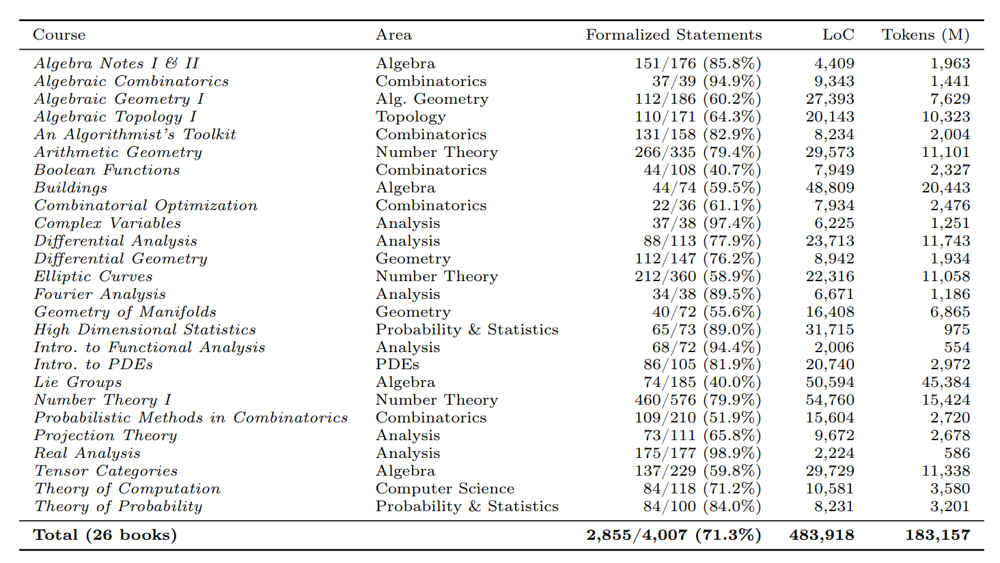 Course Area Formalized Statements LoC Tokens (M)
Algebra Notes I & II Algebra 151/176 (85.8%) 4,409 1,963
Algebraic Combinatorics Combinatorics 37/39 (94.9%) 9,343 1,441
Algebraic Geometry I Alg. Geometry 112/186 (60.2%) 27,393 7,629
Algebraic Topology I Topology 110/171 (64.3%) 20,143 10,323
An Algorithmist's Toolkit Combinatorics 131/158 (82.9%) 8,234 2,004
Arithmetic Geometry Number Theory 266/335 (79.4%) 29,573 11,101
Boolean Functions Combinatorics 44/108 (40.7%) 7,949 2,327
Buildings Algebra 44/74 (59.5%) 48,809 20,443
Combinatorial Optimization Combinatorics 22/36 (61.1%) 7,934 2,476
Complex Variables Analysis 37/38 (97.4%) 6,225 1,251
Differential Analysis Analysis 88/113 (77.9%) 23,713 11,743
Differential Geometry Geometry 112/147 (76.2%) 8,942 1,934
Elliptic Curves Number Theory 212/360 (58.9%) 22,316 11,058
Fourier Analysis Analysis 34/38 (89.5%) 6,671 1,186
Geometry of Manifolds Geometry 40/72 (55.6%) 16,408 6,865
High Dimensional Statistics Probability & Statistics 65/73 (89.0%) 31,715 975
Intro. to Functional Analysis Analysis 68/72 (94.4%) 2,006 554
Intro. to PDEs PDEs 86/105 (81.9%) 20,740 2,972
Lie Groups Algebra 74/185 (40.0%) 50,594 45,384
Number Theory I Number Theory 460/576 (79.9%) 54,760 15,424
Probabilistic Methods in Combinatorics Combinatorics 109/210 (51.9%) 15,604 2,720
Projection Theory Analysis 73/111 (65.8%) 9,672 2,678
Real Analysis Analysis 175/177 (98.9%) 2,224 586
Tensor Categories Algebra 137/229 (59.8%) 29,729 11,338
Theory of Computation Computer Science 84/118 (71.2%) 10,581 3,580
Theory of Probability Probability & Statistics 84/100 (84.0%) 8,231 3,201
Total (26 books) 2,855/4,007 (71.3%) 483,918 183,157